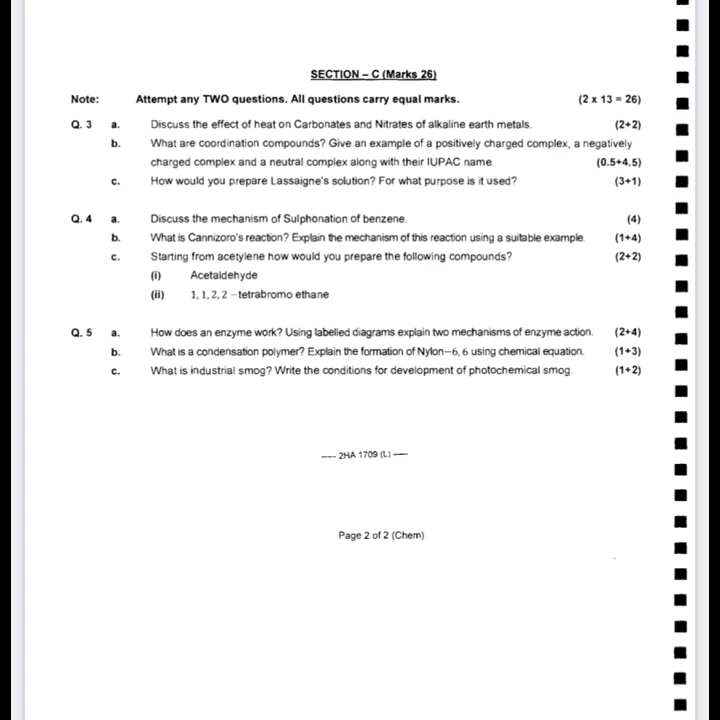 SECTION – C (Marks 26)
Note: Attempt any TWO questions. All questions carry equal marks. (2 x 13 = 26)
Q. 3 a. Discuss the effect of heat on Carbonates and Nitrates of alkaline earth metals. (2+2)
b. What are coordination compounds? Give an example of a positively charged complex, a negatively
charged complex and a neutral complex along with their IUPAC name. (0.5+4.5)
c. How would you prepare Lassaigne's solution? For what purpose is it used? (3+1)
Q. 4 a. Discuss the mechanism of Sulphonation of benzene. (4)
b. What is Cannizoro's reaction? Explain the mechanism of this reaction using a suitable example. (1+4)
c. Starting from acetylene how would you prepare the following compounds? (2+2)
(i) Acetaldehyde
(ii) 1, 1, 2, 2 – tetrabromo ethane
Q. 5 a. How does an enzyme work? Using labelled diagrams explain two mechanisms of enzyme action. (2+4)
b. What is a condensation polymer? Explain the formation of Nylon–6, 6 using chemical equation. (1+3)
c. What is industrial smog? Write the conditions for development of photochemical smog. (1+2)
— 2HA 1709 (L) —
Page 2 of 2 (Chem)